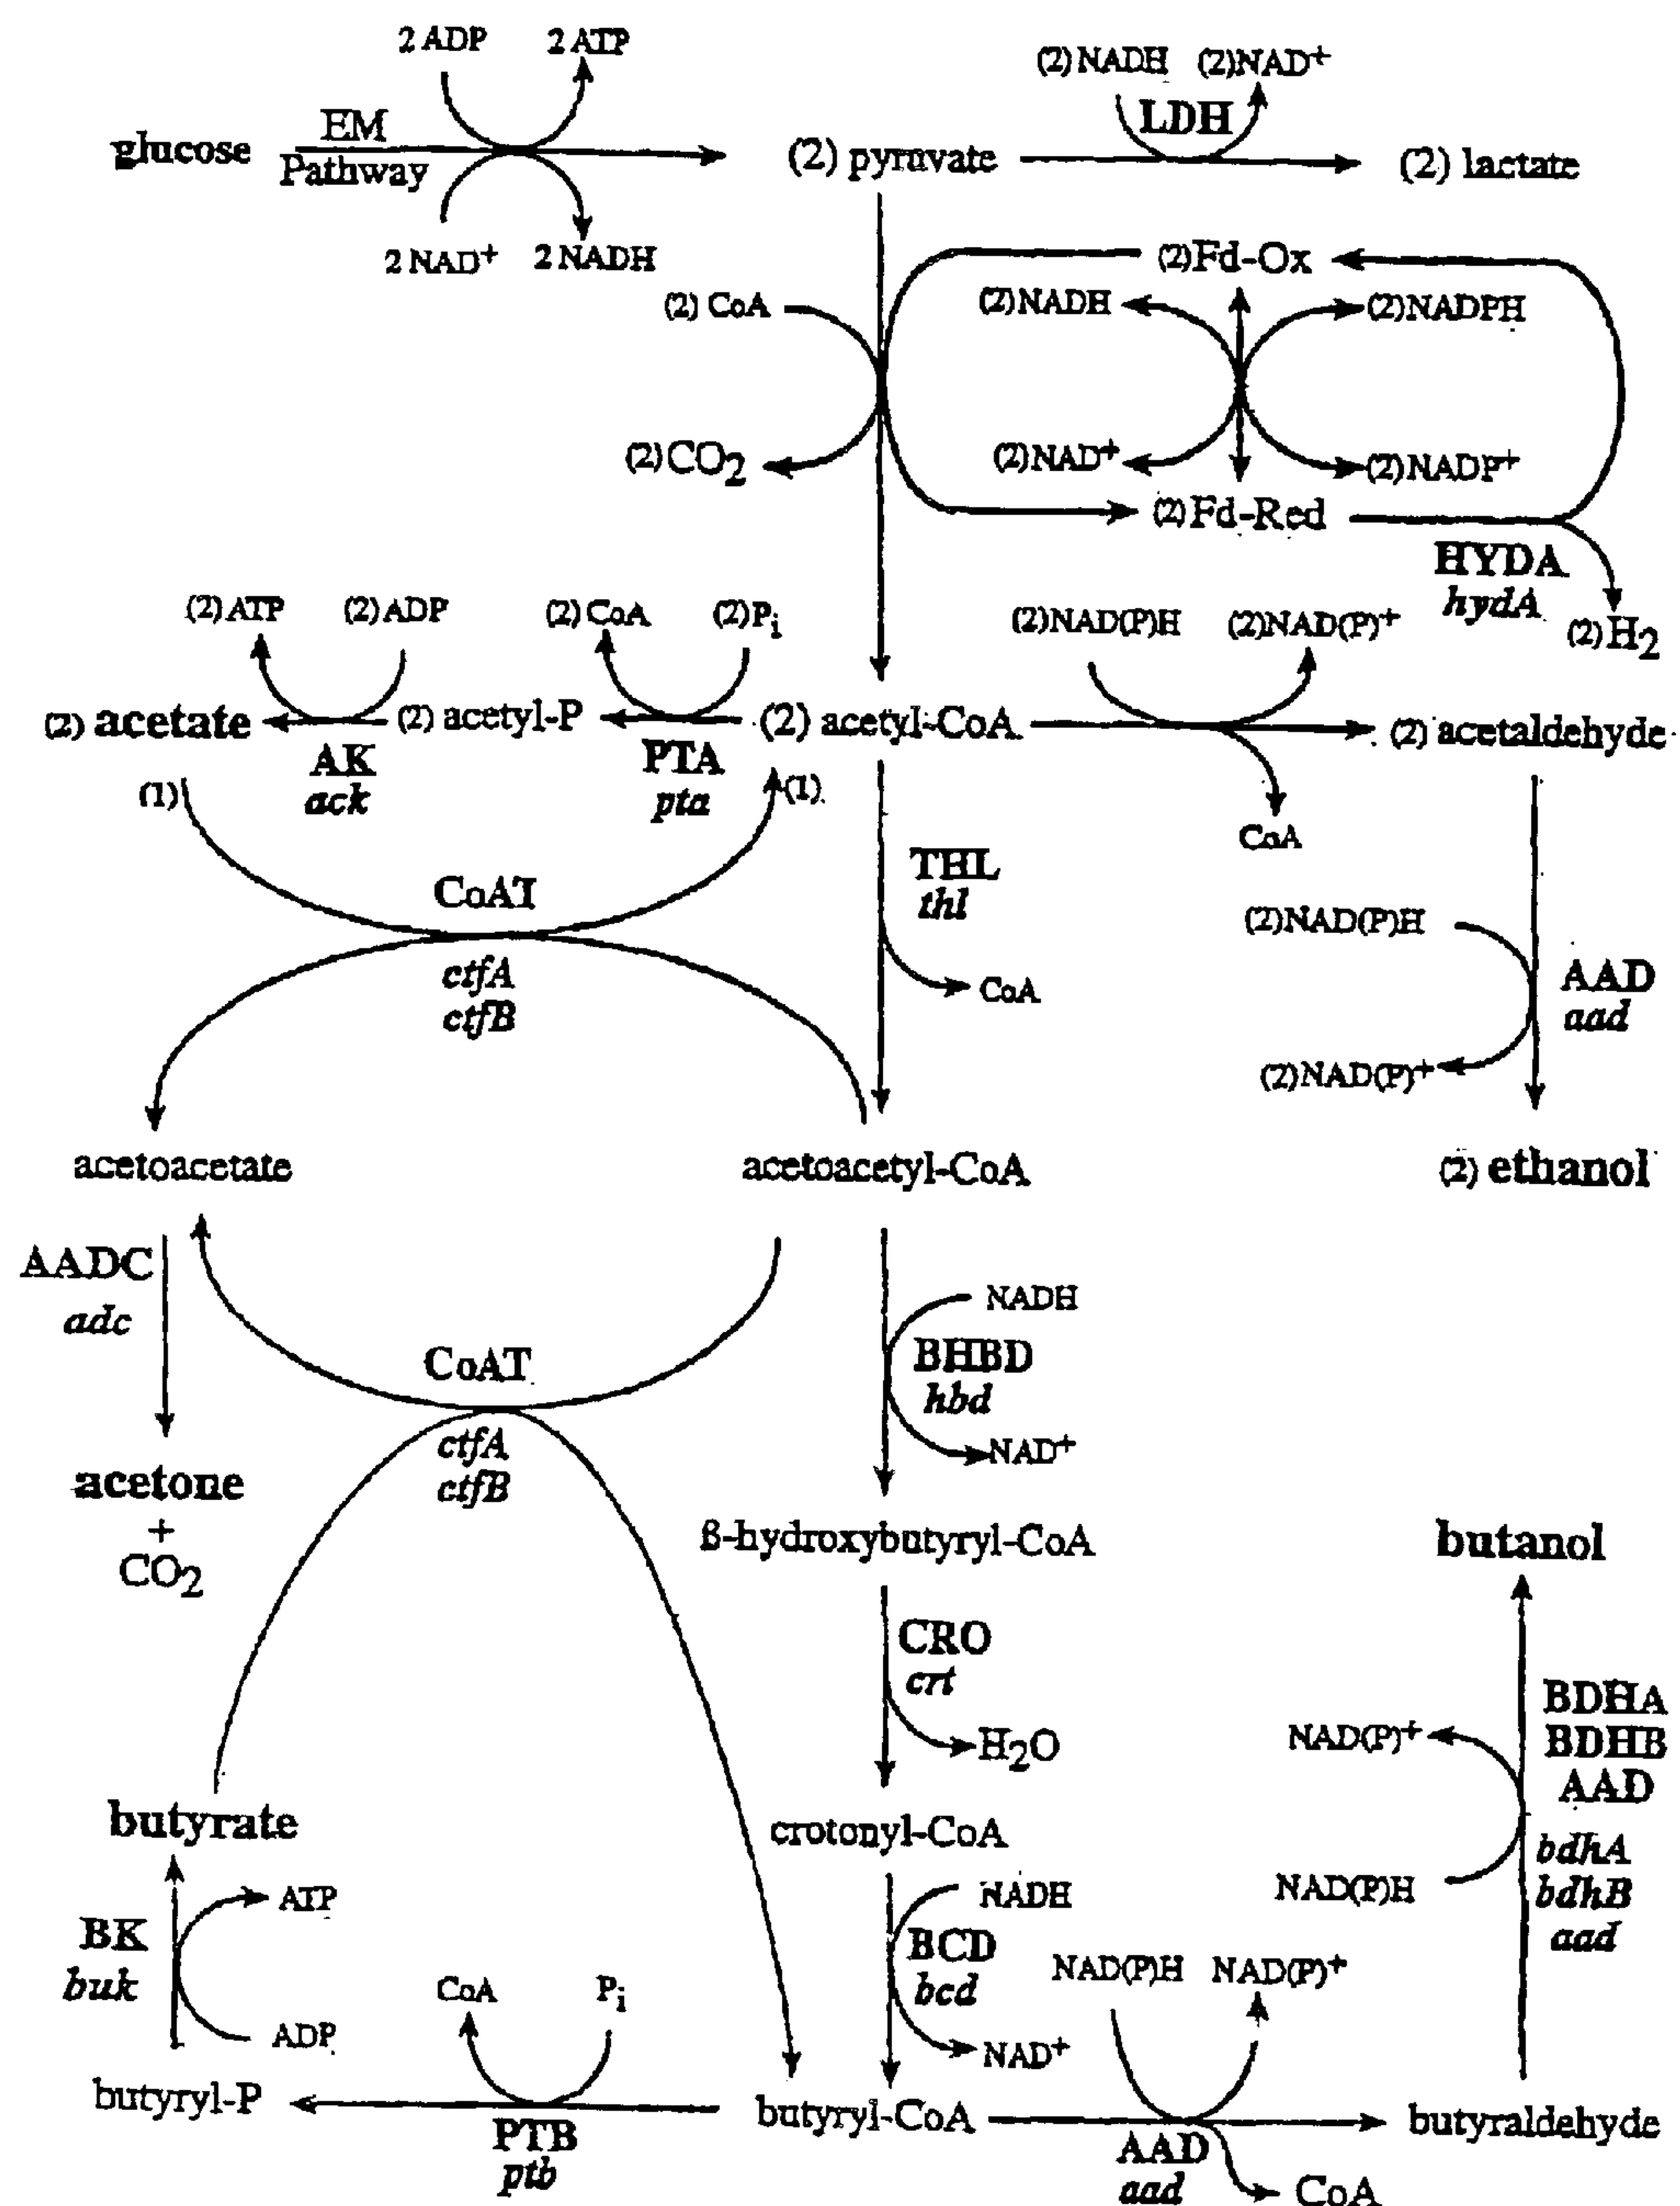 2 ADP 2 ATP
(2) NADH (2)NAD+
LDH
EM
glucose
Pathway
(2) pyruvate
(2) lactate
2 NAD+ 2 NADH
(2)Fd-Ox
(2) CoA
(2)NADH
(2)NADPH
(2)CO2
(2)NAD+
(2)NADP+
(2)Fd-Red
HYDA
hydA
(2)H2
(2)ATP (2)ADP
(2)CoA (2)Pi
(2)NAD(P)H (2)NAD(P)+
(2) acetate
(2) acetyl-P
(2) acetyl-CoA
(2) acetaldehyde
AK
ack
PTA
pta
(1)
(1)
CoA
THL
thl
CoAT
ctfA
ctfB
CoA
(2)NAD(P)H
AAD
aad
(2)NAD(P)+
acetoacetate
acetoacetyl-CoA
(2) ethanol
AADC
adc
NADH
BHBD
hbd
NAD+
CoAT
ctfA
ctfB
acetone
+
CO2
ß-hydroxybutyryl-CoA
butanol
CRO
crt
H2O
BDHA
BDHB
AAD
NAD(P)+
bdhA
bdhB
aad
NAD(P)H
butyrate
crotonyl-CoA
ATP
BK
buk
ADP
NADH
BCD
bcd
NAD+
CoA Pi
NAD(P)H NAD(P)+
butyryl-P
butyryl-CoA
butyraldehyde
PTB
ptb
AAD
aad
CoA